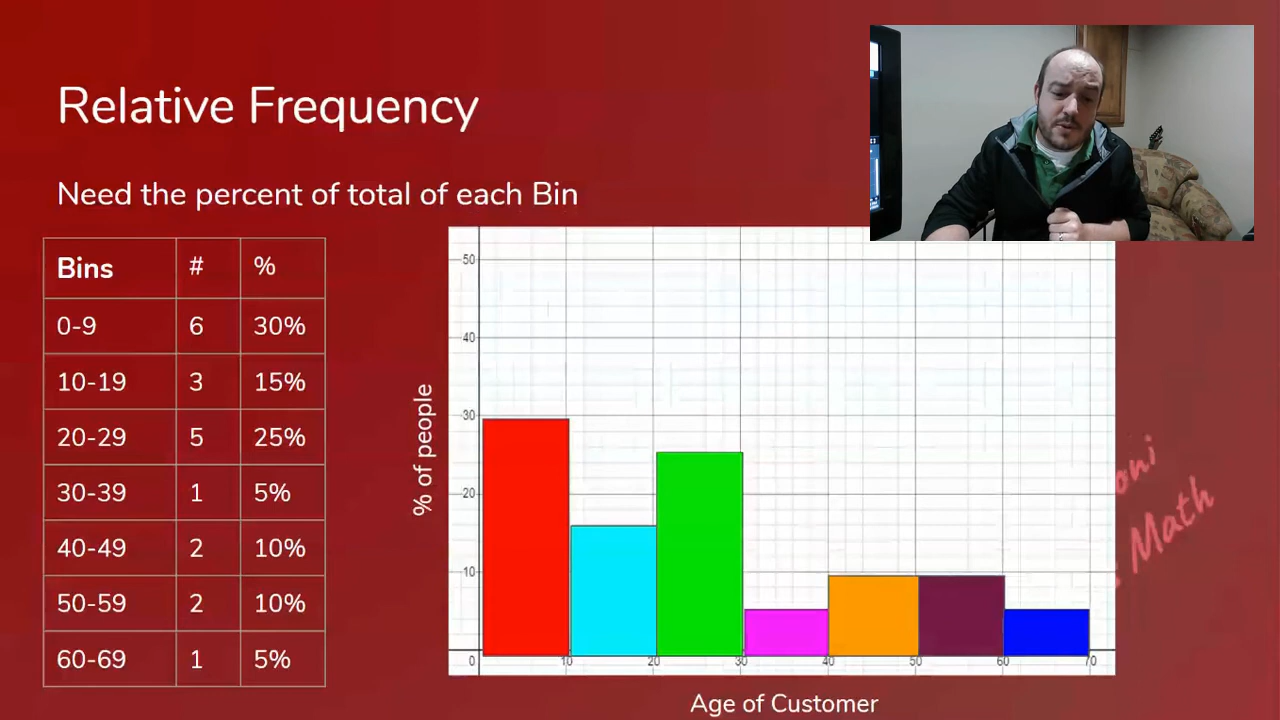 Relative Frequency
Need the percent of total of each Bin
Bins # %
0-9 6 30%
10-19 3 15%
20-29 5 25%
30-39 1 5%
40-49 2 10%
50-59 2 10%
60-69 1 5%
% of people
50
40
30
20
10
0 10 20 30 40 50 60 70
Age of Customer
oni
Math